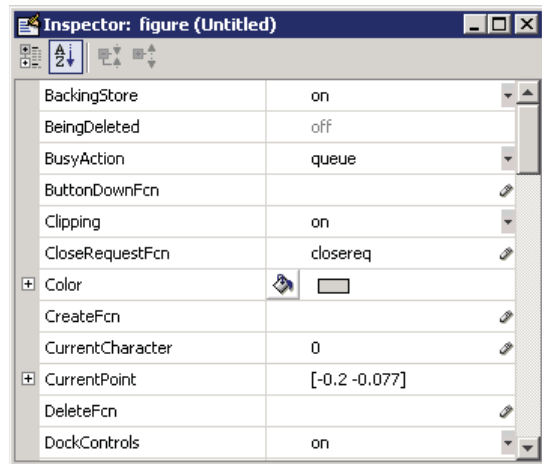 Inspector: figure (Untitled)
BackingStore on
BeingDeleted off
BusyAction queue
ButtonDownFcn
Clipping on
CloseRequestFcn closereq
Color
CreateFcn
CurrentCharacter 0
CurrentPoint [-0.2 -0.077]
DeleteFcn
DockControls on